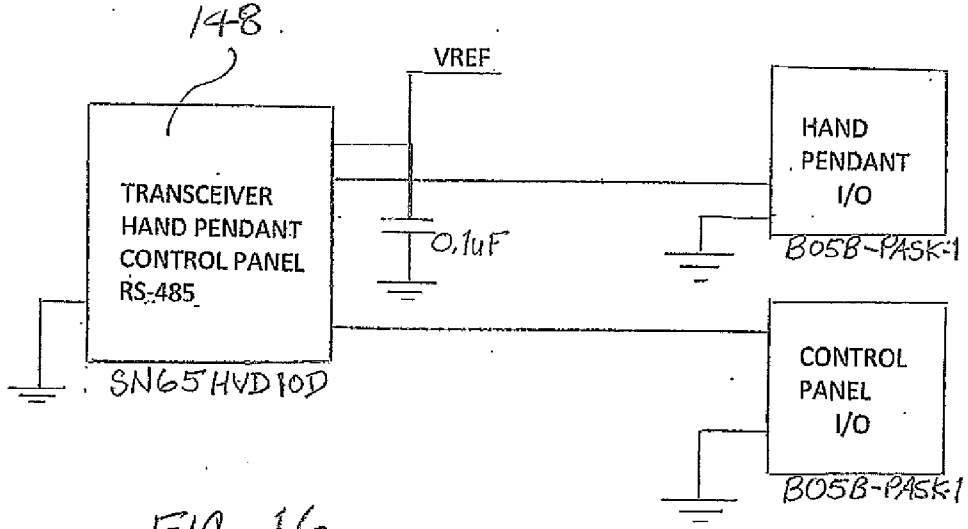 148
VREF
TRANSCEIVER
HAND PENDANT
CONTROL PANEL
RS-485
SN65HVD10D
0.1uF
HAND
PENDANT
I/O
B05B-PASK-1
CONTROL
PANEL
I/O
B05B-PASK-1
FIG. 16